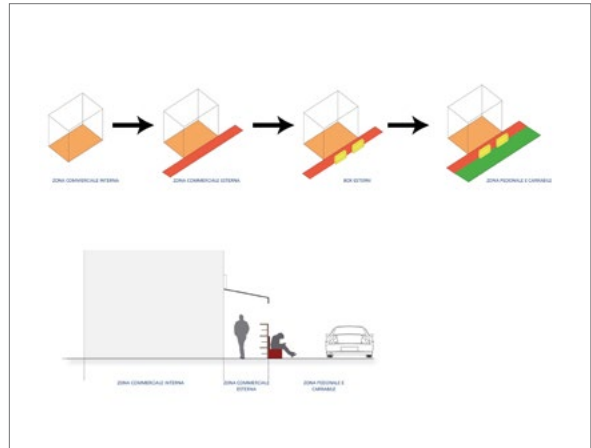 ZONA COMMERCIALE INTERNA
ZONA COMMERCIALE ESTERNA
BOX ESTERNI
ZONA PEDONALE E CARRABILE
ZONA COMMERCIALE INTERNA
ZONA COMMERCIALE
ESTERNA
ZONA PEDONALE E
CARRABILE